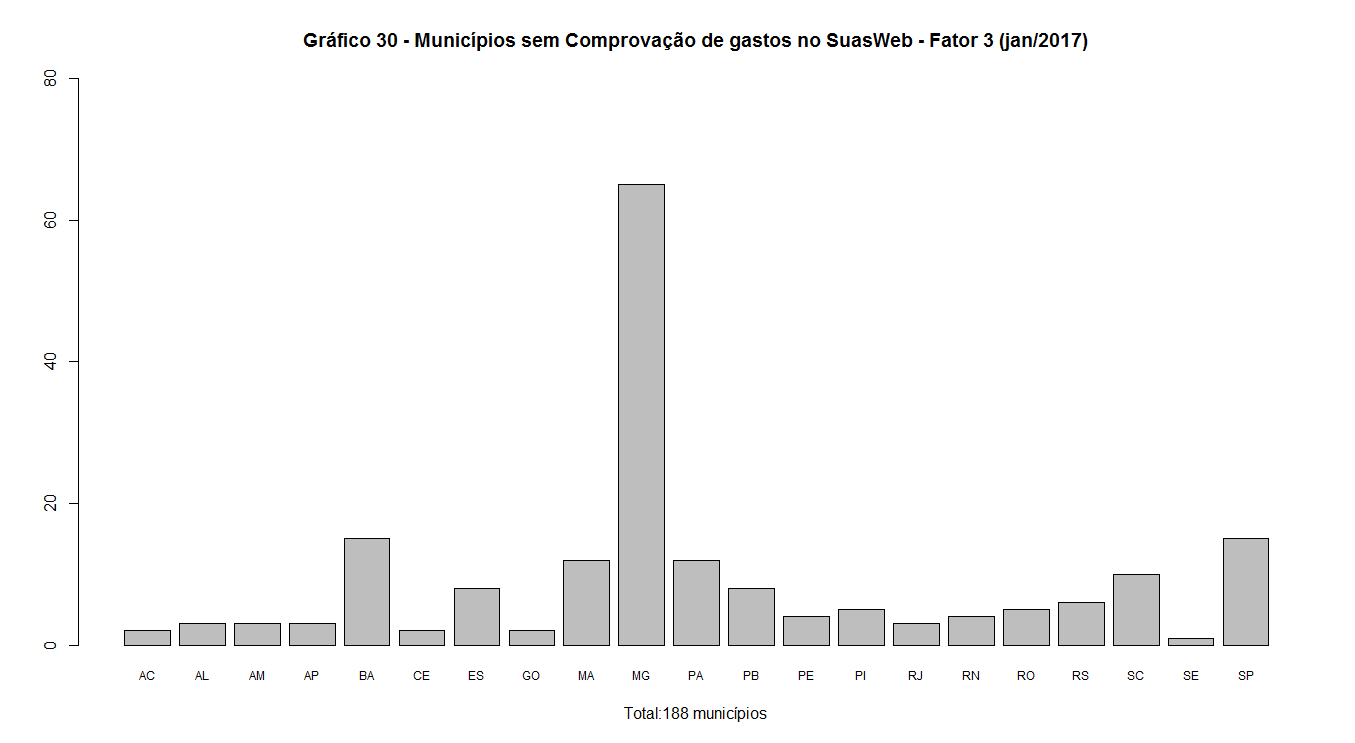 Gráfico 30 - Municípios sem Comprovação de gastos no SuasWeb - Fator 3 (jan/2017)
80
60
40
20
0
AC AL AM AP BA CE ES GO MA MG PA PB PE PI RJ RN RO RS SC SE SP
Total:188 municípios